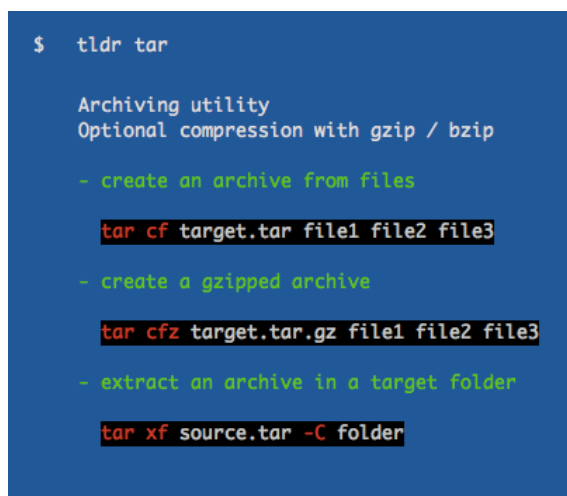 $ tldr tar
Archiving utility
Optional compression with gzip / bzip
- create an archive from files
tar cf target.tar file1 file2 file3
- create a gzipped archive
tar cfz target.tar.gz file1 file2 file3
- extract an archive in a target folder
tar xf source.tar -C folder